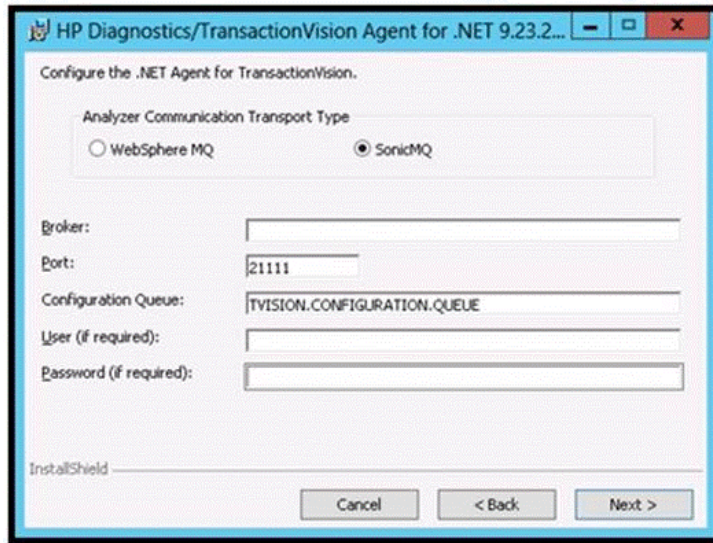 HP Diagnostics/TransactionVision Agent for .NET 9.23.2...
Configure the .NET Agent for TransactionVision.
Analyzer Communication Transport Type
WebSphere MQ SonicMQ
Broker:
Port: 21111
Configuration Queue: TVISION.CONFIGURATION.QUEUE
User (if required):
Password (if required):
InstallShield
Cancel < Back Next >